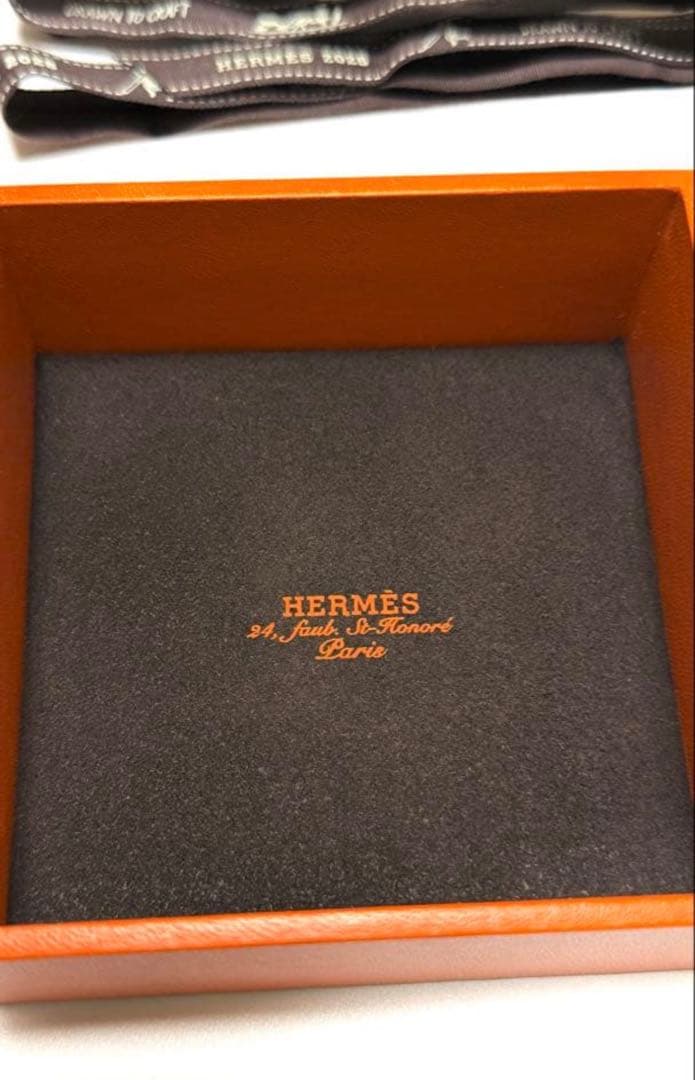 DRAWN TO CRAFT
HERMÈS 2025
HERMÈS
24, faub. St-Honoré
Paris